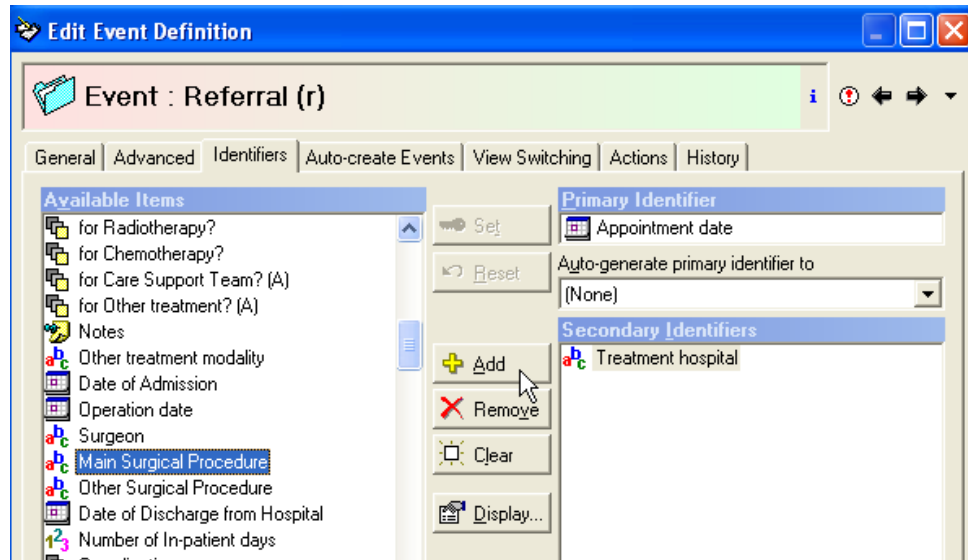 Edit Event Definition
Event : Referral (r)
General Advanced Identifiers Auto-create Events View Switching Actions History
Available Items
for Radiotherapy?
for Chemotherapy?
for Care Support Team? (A)
for Other treatment? (A)
Notes
Other treatment modality
Date of Admission
Operation date
Surgeon
Main Surgical Procedure
Other Surgical Procedure
Date of Discharge from Hospital
Number of In-patient days
Set
Reset
Add
Remove
Clear
Display...
Primary Identifier
Appointment date
Auto-generate primary identifier to
(None)
Secondary Identifiers
Treatment hospital